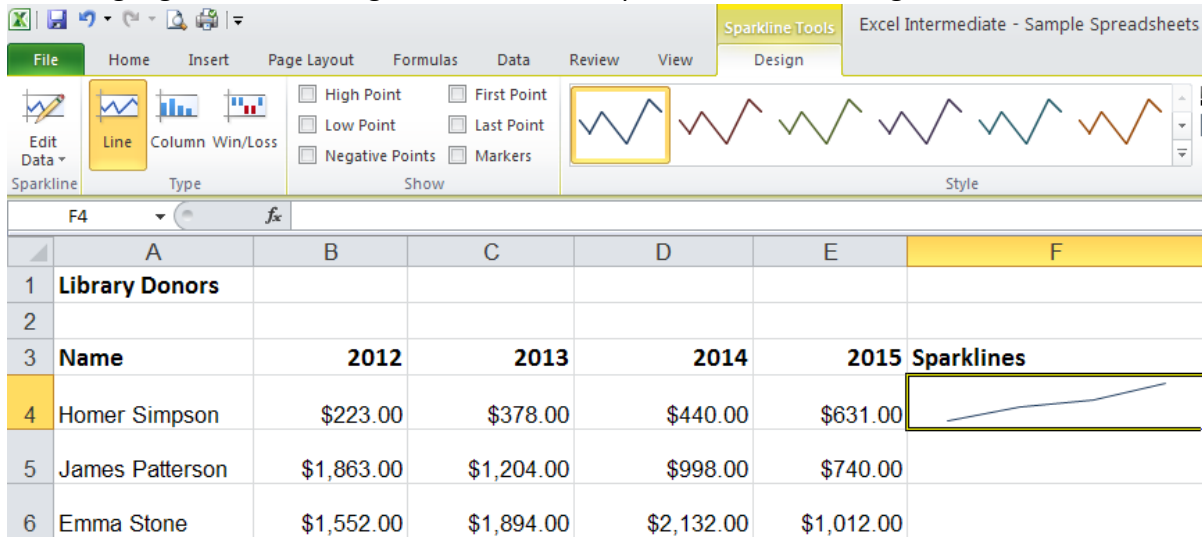 Sparkline Tools Excel Intermediate - Sample Spreadsheets
File Home Insert Page Layout Formulas Data Review View Design
Edit Data
Line Column Win/Loss
High Point First Point
Low Point Last Point
Negative Points Markers
Sparkline Type Show Style
F4 fx
A B C D E F
1 Library Donors
2
3 Name 2012 2013 2014 2015 Sparklines
4 Homer Simpson $223.00 $378.00 $440.00 $631.00
5 James Patterson $1,863.00 $1,204.00 $998.00 $740.00
6 Emma Stone $1,552.00 $1,894.00 $2,132.00 $1,012.00